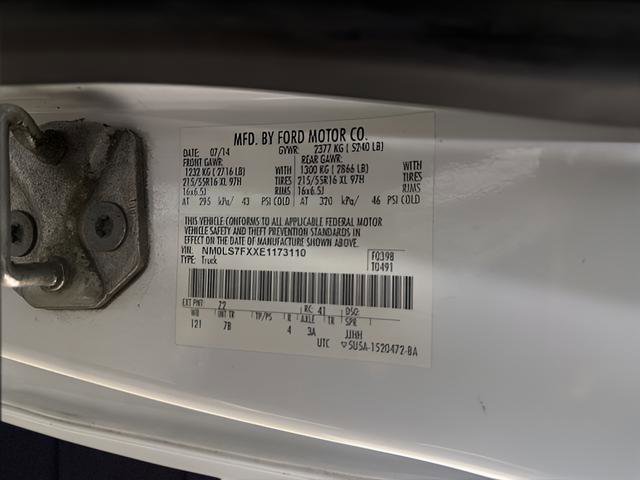 MFD. BY FORD MOTOR CO.
DATE: 07/14 GVWR: 2377 KG ( 5240 LB)
FRONT GAWR: REAR GAWR:
1232 KG (2716 LB) WITH 1300 KG (2866 LB) WITH
215/55R16 XL 97H TIRES 215/55R16 XL 97H TIRES
16x6.5J RIMS 16x6.5J RIMS
AT 295 kPa/ 43 PSI COLD AT 320 kPa/ 46 PSI COLD
THIS VEHICLE CONFORMS TO ALL APPLICABLE FEDERAL MOTOR
VEHICLE SAFETY AND THEFT PREVENTION STANDARDS IN
EFFECT ON THE DATE OF MANUFACTURE SHOWN ABOVE.
VIN: NM0LS7FXXE1173110 F0398
TYPE: Truck T0491
EXT PNT: Z2 RC: 41 DSO:
WB INT TR TP/PS R AXLE TR SPR
121 7B 4 3A JJHH
UTC ▽5USA-1520472-BA